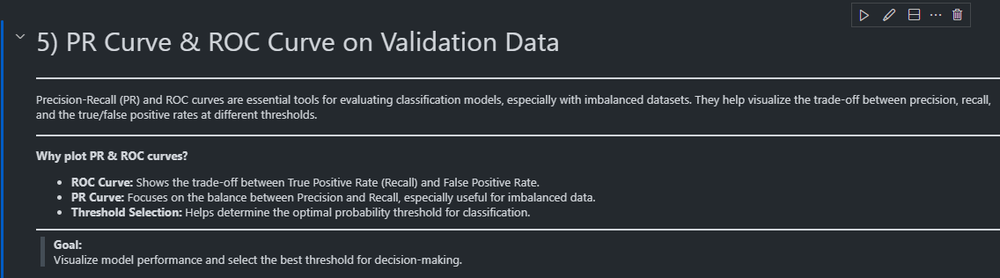 5) PR Curve & ROC Curve on Validation Data
Precision-Recall (PR) and ROC curves are essential tools for evaluating classification models, especially with imbalanced datasets. They help visualize the trade-off between precision, recall,
and the true/false positive rates at different thresholds.
Why plot PR & ROC curves?
• ROC Curve: Shows the trade-off between True Positive Rate (Recall) and False Positive Rate.
• PR Curve: Focuses on the balance between Precision and Recall, especially useful for imbalanced data.
• Threshold Selection: Helps determine the optimal probability threshold for classification.
Goal:
Visualize model performance and select the best threshold for decision-making.